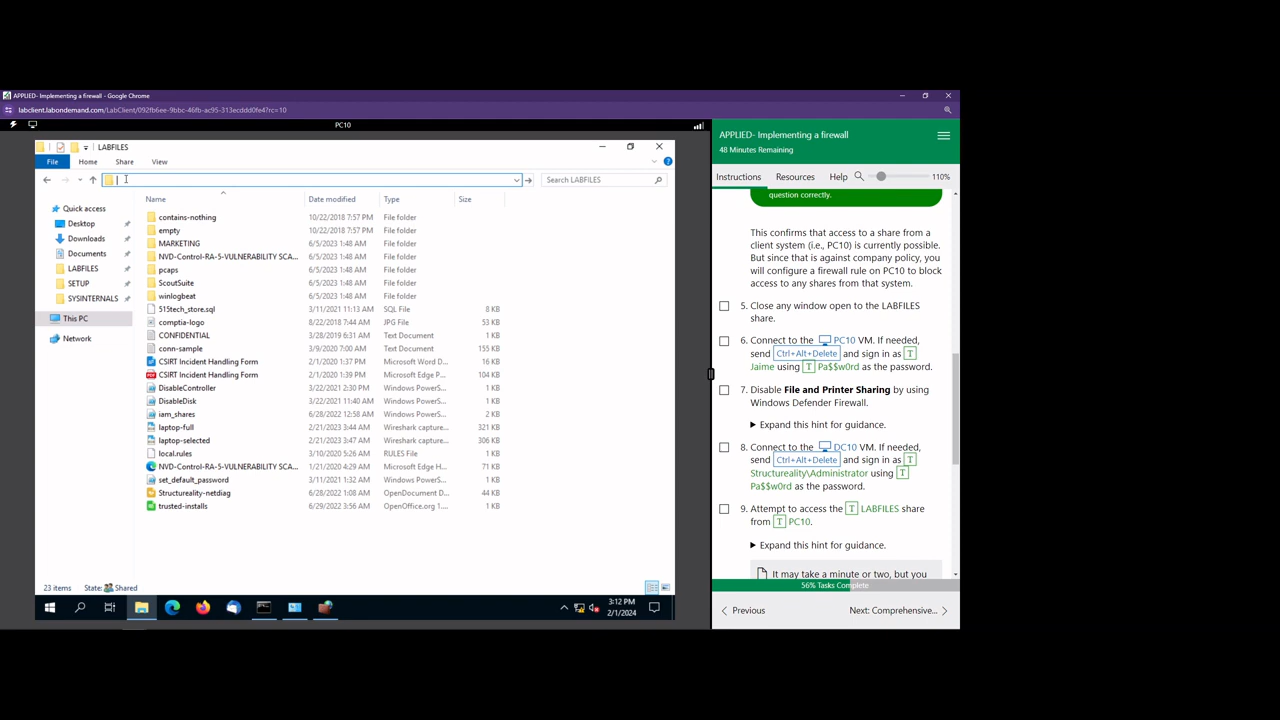 APPLIED- Implementing a firewall - Google Chrome
labclient.labondemand.com/LabClient/092fb6ee-9bbc-46fb-ac95-313ecddd0fe4?rc=10
PC10
LABFILES
File Home Share View
Search LABFILES
Name Date modified Type Size
Quick access
Desktop
Downloads
Documents
LABFILES
SETUP
SYSINTERNALS
This PC
Network
contains-nothing 10/22/2018 7:57 PM File folder
empty 10/22/2018 7:57 PM File folder
MARKETING 6/5/2023 1:48 AM File folder
NVD-Control-RA-5-VULNERABILITY SCA... 6/5/2023 1:48 AM File folder
pcaps 6/5/2023 1:48 AM File folder
ScoutSuite 6/5/2023 1:48 AM File folder
winlogbeat 6/5/2023 1:48 AM File folder
515tech_store.sql 3/11/2021 11:13 AM SQL File 8 KB
comptia-logo 8/22/2018 7:44 AM JPG File 53 KB
CONFIDENTIAL 3/28/2019 6:31 AM Text Document 1 KB
conn-sample 3/9/2020 7:00 AM Text Document 155 KB
CSIRT Incident Handling Form 2/1/2020 1:37 PM Microsoft Word D... 16 KB
CSIRT Incident Handling Form 2/1/2020 1:39 PM Microsoft Edge P... 104 KB
DisableController 3/22/2021 2:30 PM Windows PowerS... 1 KB
DisableDisk 3/22/2021 11:40 AM Windows PowerS... 1 KB
iam_shares 6/28/2022 12:58 AM Windows PowerS... 2 KB
laptop-full 2/21/2023 3:44 AM Wireshark capture... 321 KB
laptop-selected 2/21/2023 3:47 AM Wireshark capture... 306 KB
local.rules 3/10/2020 5:26 AM RULES File 1 KB
NVD-Control-RA-5-VULNERABILITY SCA... 1/21/2020 4:29 AM Microsoft Edge H... 71 KB
set_default_password 3/11/2021 1:32 AM Windows PowerS... 1 KB
Structureality-netdiag 6/28/2022 1:08 AM OpenDocument D... 44 KB
trusted-installs 6/29/2022 3:56 AM OpenOffice.org 1.... 1 KB
23 items State: Shared
3:12 PM
2/1/2024
APPLIED- Implementing a firewall
48 Minutes Remaining
Instructions Resources Help 110%
question correctly.
This confirms that access to a share from a
client system (i.e., PC10) is currently possible.
But since that is against company policy, you
will configure a firewall rule on PC10 to block
access to any shares from that system.
5. Close any window open to the LABFILES
share.
6. Connect to the PC10 VM. If needed,
send Ctrl+Alt+Delete and sign in as T
Jaime using T Pa$$w0rd as the password.
7. Disable File and Printer Sharing by using
Windows Defender Firewall.
Expand this hint for guidance.
8. Connect to the DC10 VM. If needed,
send Ctrl+Alt+Delete and sign in as T
Structureality\Administrator using T
Pa$$w0rd as the password.
9. Attempt to access the T LABFILES share
from T PC10.
Expand this hint for guidance.
It may take a minute or two, but you
56% Tasks Complete
Previous Next: Comprehensive...